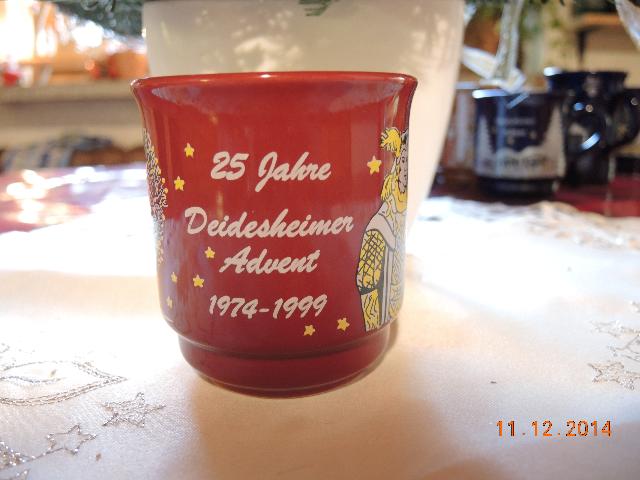 25 Jahre
Deidesheimer
Advent
1974-1999
11.12.2014